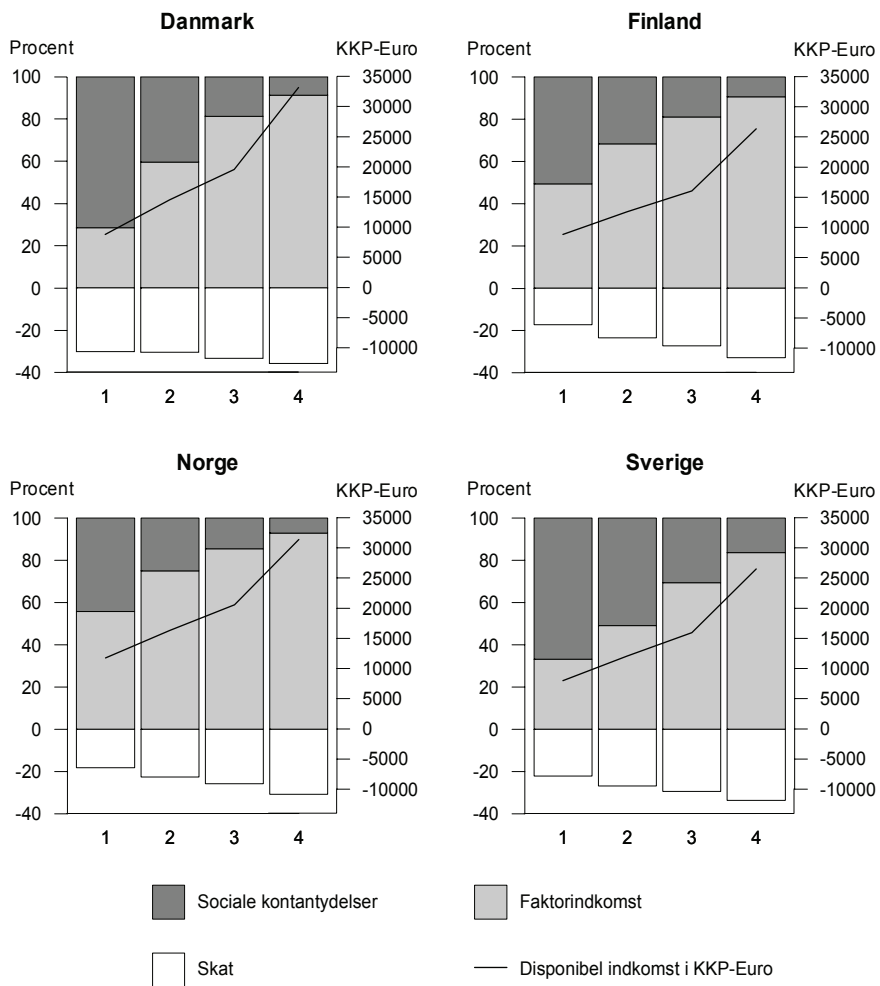 Danmark
Procent KKP-Euro
100 35000
80 30000
60 25000
40 20000
20 15000
0 10000
-20 5000
-40 0
-5000
-10000
1 2 3 4
Finland
Procent KKP-Euro
100 35000
80 30000
60 25000
40 20000
20 15000
0 10000
-20 5000
-40 0
-5000
-10000
1 2 3 4
Norge
Procent KKP-Euro
100 35000
80 30000
60 25000
40 20000
20 15000
0 10000
-20 5000
-40 0
-5000
-10000
1 2 3 4
Sverige
Procent KKP-Euro
100 35000
80 30000
60 25000
40 20000
20 15000
0 10000
-20 5000
-40 0
-5000
-10000
1 2 3 4
Sociale kontantydelser
Faktorindkomst
Skat
Disponibel indkomst i KKP-Euro